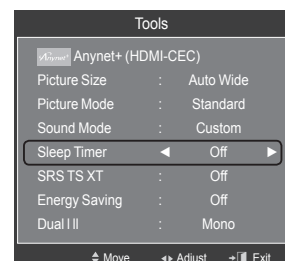 Tools
Anynet+ Anynet+ (HDMI-CEC)
Picture Size : Auto Wide
Picture Mode : Standard
Sound Mode : Custom
Sleep Timer ◄ Off ►
SRS TS XT : Off
Energy Saving : Off
Dual I II : Mono
Move Adjust Exit